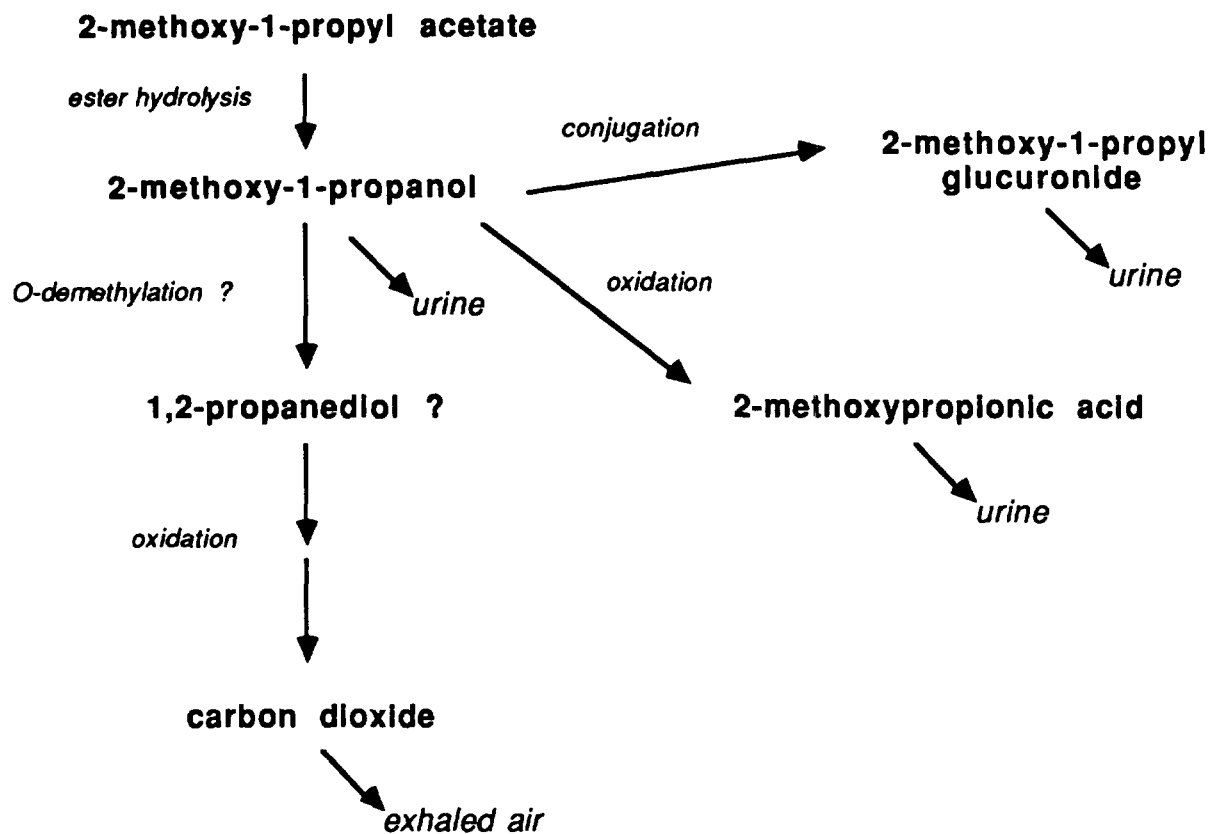 2-methoxy-1-propyl acetate
ester hydrolysis
conjugation
2-methoxy-1-propyl
glucuronide
2-methoxy-1-propanol
urine
O-demethylation ?
urine
oxidation
1,2-propanediol ?
2-methoxypropionic acid
urine
oxidation
carbon dioxide
exhaled air